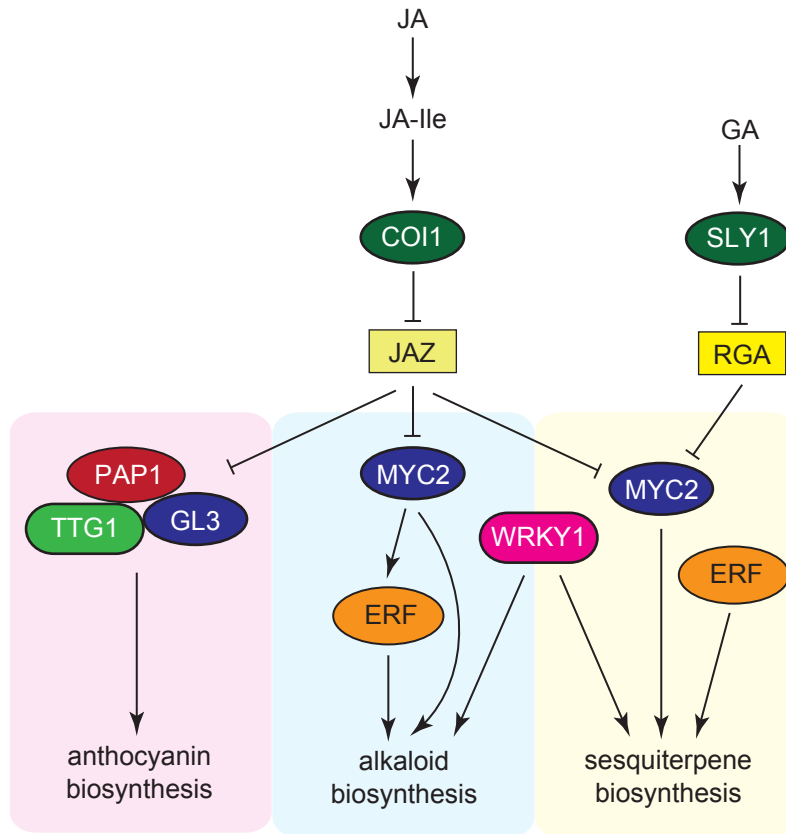 JA
JA-Ile
GA
COI1
SLY1
JAZ
RGA
PAP1
TTG1
GL3
MYC2
WRKY1
ERF
MYC2
ERF
anthocyanin
biosynthesis
alkaloid
biosynthesis
sesquiterpene
biosynthesis